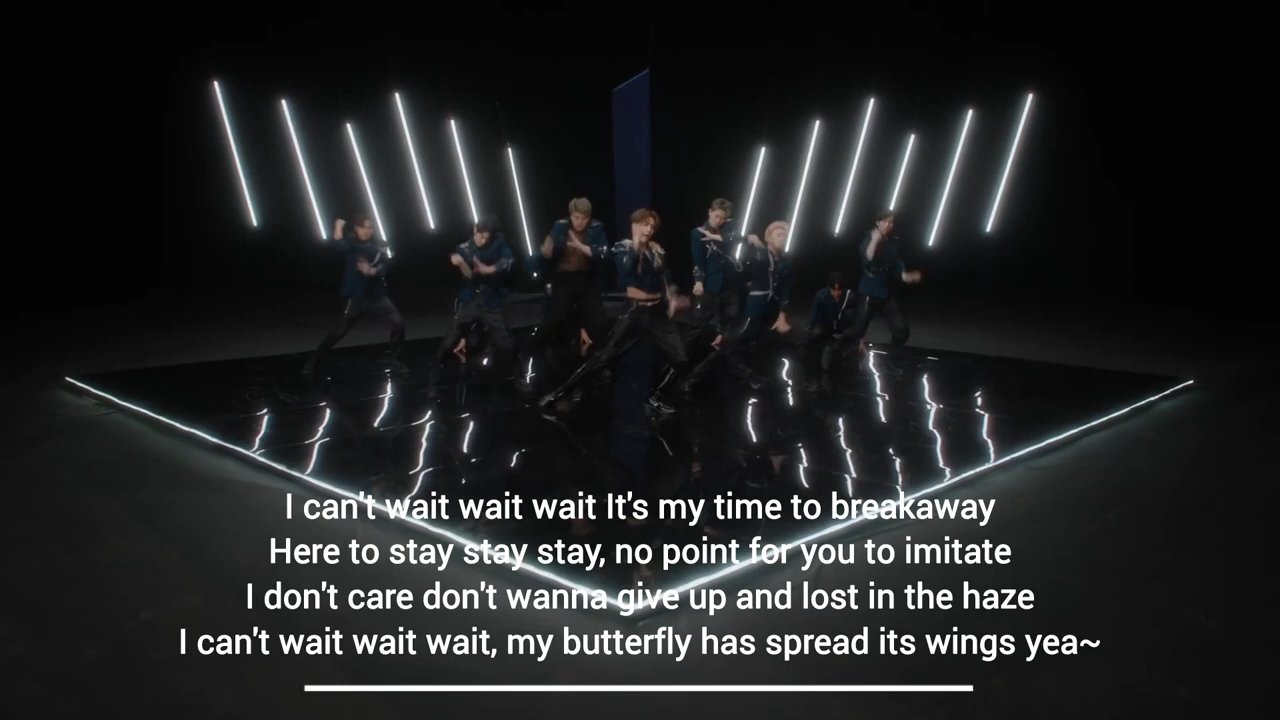 I can't wait wait wait It's my time to breakaway
Here to stay stay stay, no point for you to imitate
I don't care don't wanna give up and lost in the haze
I can't wait wait wait, my butterfly has spread its wings yea~